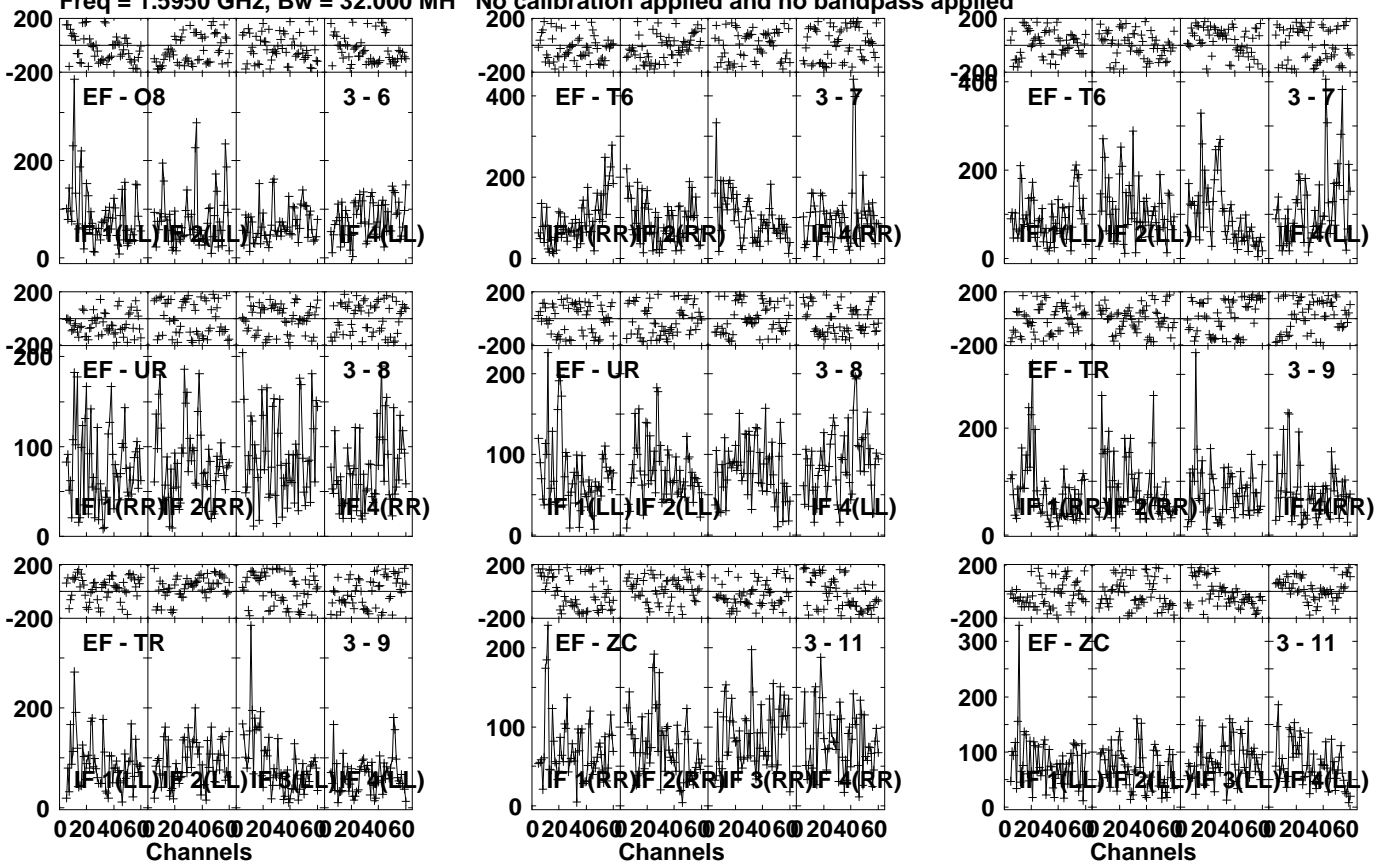 Freq = 1.5950 GHz, Bw = 32.000 MH No calibration applied and no bandpass applied
200 200 200
-200 -200
EF - O8 3 - 6 EF - T6 3 - 7 EF - T6 3 - 7
400 400
200 200 200
IF 1(LL) IF 2(LL) IF 4(LL) IF 1(RR) IF 2(RR) IF 4(RR) IF 1(LL) IF 2(LL) IF 4(LL)
0 0 0
200 200 200
-200 -200 -200
200
EF - UR 3 - 8 EF - UR 3 - 8 EF - TR 3 - 9
200 200
100 100
IF 1(RR) IF 2(RR) IF 4(RR) IF 1(LL) IF 2(LL) IF 4(LL) IF 1(RR) IF 2(RR) IF 4(RR)
0 0 0
200 200 200
-200 -200 -200
EF - TR 3 - 9 EF - ZC 3 - 11 EF - ZC 3 - 11
200 300
200 200
100 100
IF 1(LL) IF 2(LL) IF 3(LL) IF 4(LL) IF 1(RR) IF 2(RR) IF 3(RR) IF 4(RR) IF 1(LL) IF 2(LL) IF 3(LL) IF 4(LL)
0 0 0
0 20 40 60 0 20 40 60 0 20 40 60 0 20 40 60 0 20 40 60 0 20 40 60 0 20 40 60 0 20 40 60 0 20 40 60 0 20 40 60 0 20 40 60 0 20 40 60
Channels Channels Channels